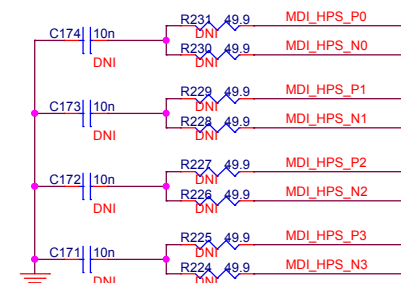 R231 49.9 MDI_HPS_P0
C174 10n DNI
R230 49.9 MDI_HPS_N0
DNI DNI
R229 49.9 MDI_HPS_P1
C173 10n DNI
R228 49.9 MDI_HPS_N1
DNI DNI
R227 49.9 MDI_HPS_P2
C172 10n DNI
R226 49.9 MDI_HPS_N2
DNI DNI
R225 49.9 MDI_HPS_P3
C171 10n DNI
R224 49.9 MDI_HPS_N3
DNI DNI